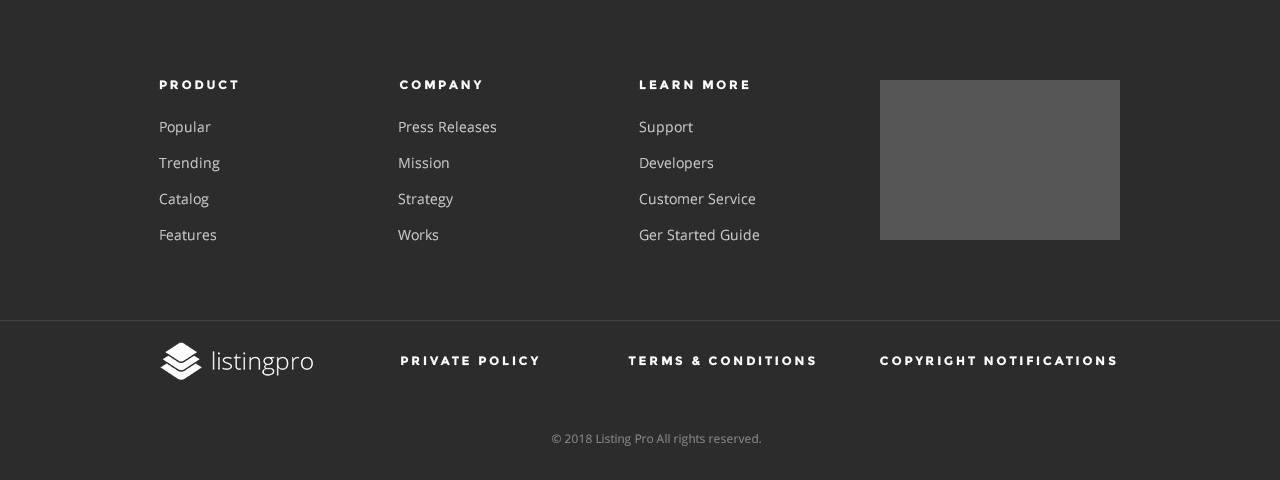 PRODUCT
Popular
Trending
Catalog
Features
COMPANY
Press Releases
Mission
Strategy
Works
LEARN MORE
Support
Developers
Customer Service
Ger Started Guide
listingpro
PRIVATE POLICY
TERMS & CONDITIONS
COPYRIGHT NOTIFICATIONS
© 2018 Listing Pro All rights reserved.